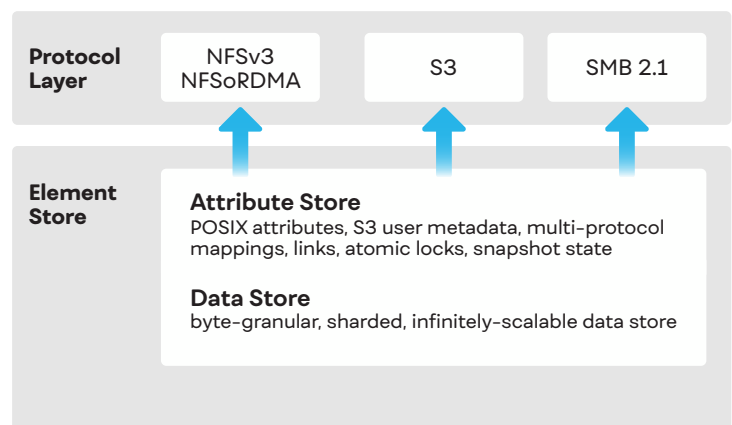 Protocol
Layer
NFSv3
NFSoRDMA
S3
SMB 2.1
Element
Store
Attribute Store
POSIX attributes, S3 user metadata, multi-protocol
mappings, links, atomic locks, snapshot state
Data Store
byte-granular, sharded, infinitely-scalable data store